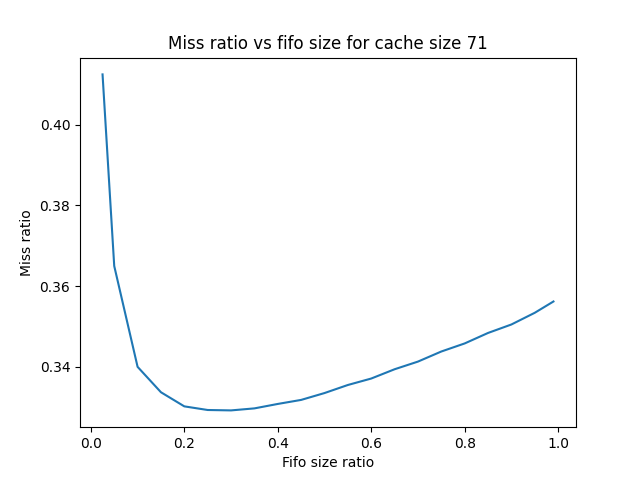 Miss ratio vs fifo size for cache size 71
0.40
0.38
0.36
0.34
Miss ratio
0.0 0.2 0.4 0.6 0.8 1.0
Fifo size ratio